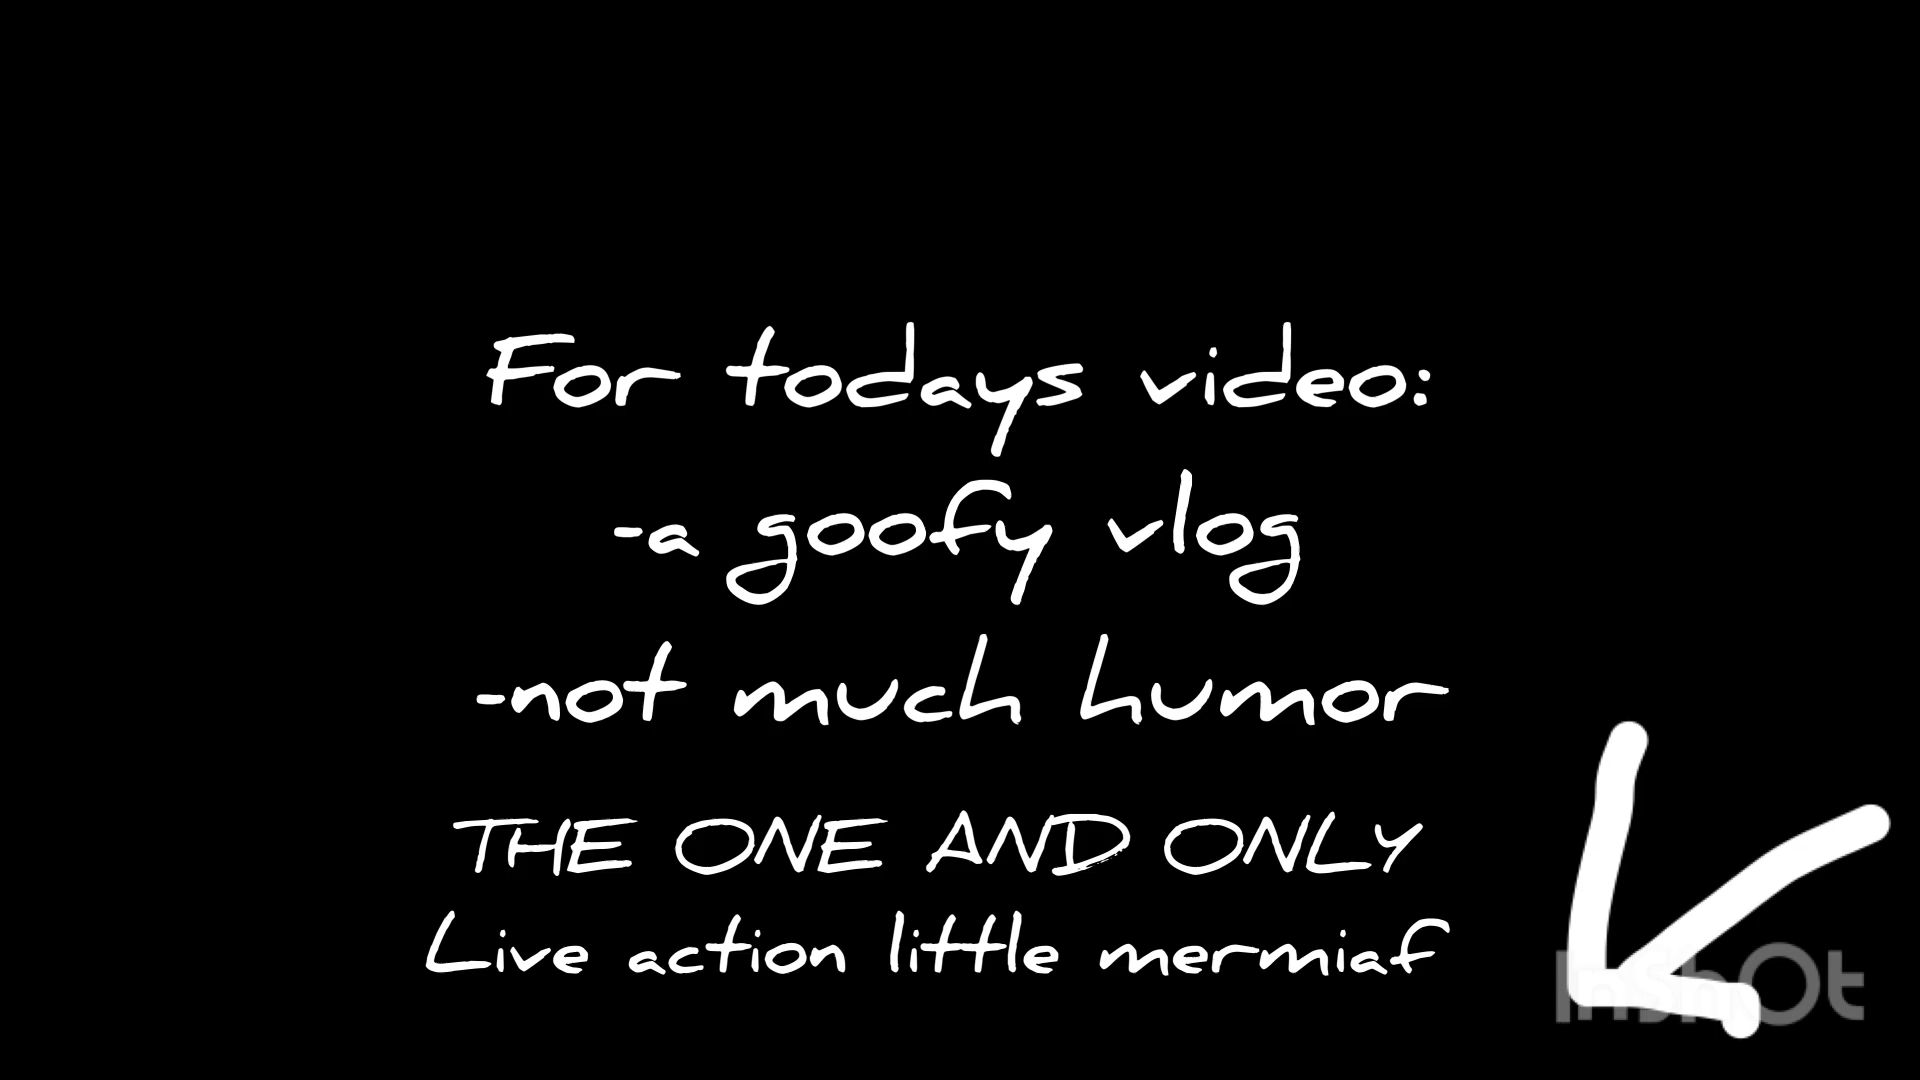 For todays video:
-a goofy vlog
-not much humor
THE ONE AND ONLY
Live action little mermiaf
InShOt